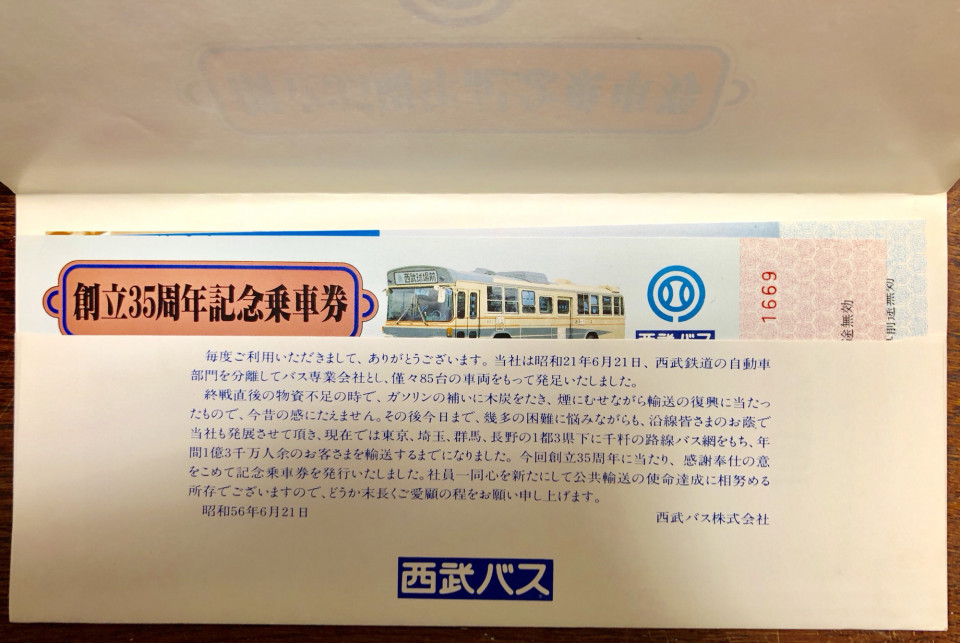 創立35周年記念乗車券
西武球場前
西武バス
1669
途無効
前途無効
毎度ご利用いただきまして、ありがとうございます。当社は昭和21年6月21日、西武鉄道の自動車
部門を分離してバス専業会社とし、僅々85台の車両をもって発足いたしました。
終戦直後の物資不足の時で、ガソリンの補いに木炭をたき、煙にむせながら輸送の復興に当たっ
たもので、今昔の感にたえません。その後今日まで、幾多の困難に悩みながらも、沿線皆さまのお蔭で
当社も発展させて頂き、現在では東京、埼玉、群馬、長野の1都3県下に千粁の路線バス網をもち、年
間1億3千万人余のお客さまを輸送するまでになりました。今回創立35周年に当たり、感謝奉仕の意
をこめて記念乗車券を発行いたしました。社員一同心を新たにして公共輸送の使命達成に相努める
所存でございますので、どうか末長くご愛顧の程をお願い申し上げます。
昭和56年6月21日
西武バス株式会社
西武バス